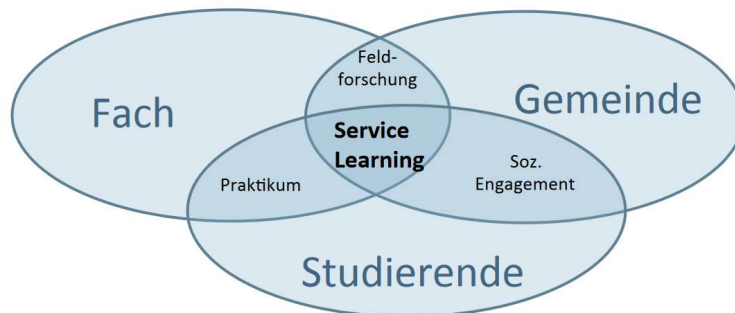 Feld-
forschung
Fach
Gemeinde
Service
Learning
Soz.
Engagement
Praktikum
Studierende